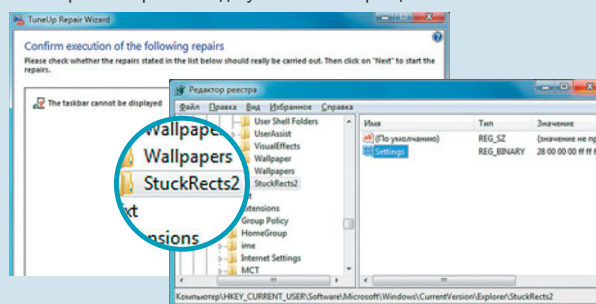 TuneUp Repair Wizard
Confirm execution of the following repairs
Please check whether the repairs stated in the list below should really be carried out. Then click on "Next" to start the
repairs.
The taskbar cannot be displayed
Редактор реестра
Файл Правка Вид Избранное Справка
User Shell Folders
UserAssist
VisualEffects
Wallpaper
Wallpapers
StuckRects2
Extensions
Group Policy
HomeGroup
ime
Internet Settings
MCT
Имя Тип Значение
(По умолчанию) REG_SZ (значение не пр
Settings REG_BINARY 28 00 00 00 ff ff f
Wallpape
Wallpapers
StuckRects2
xt
ensions
Компьютер\HKEY_CURRENT_USER\Software\Microsoft\Windows\CurrentVersion\Explorer\StuckRects2